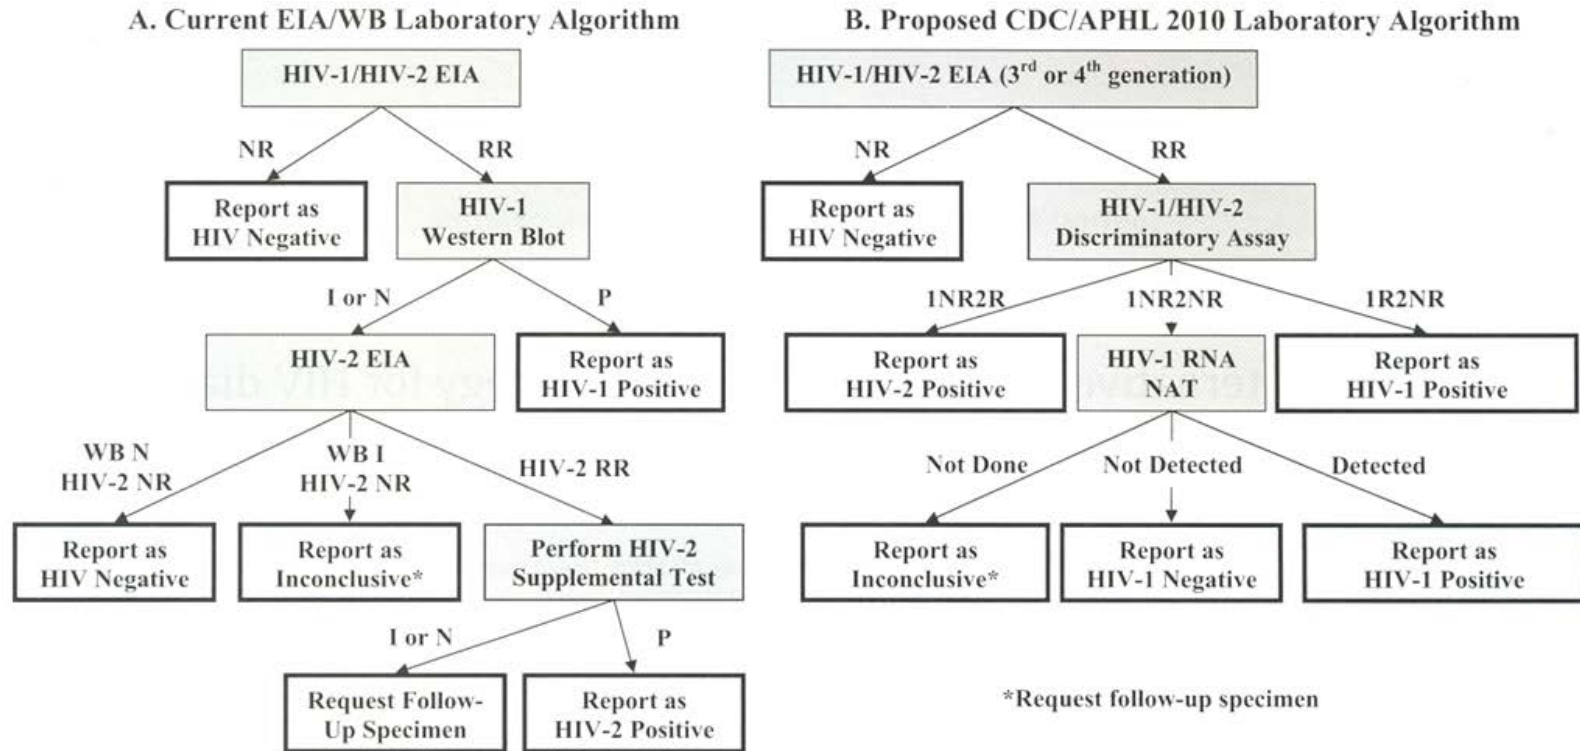 A. Current EIA/WB Laboratory Algorithm
HIV-1/HIV-2 EIA
NR
RR
Report as
HIV Negative
HIV-1
Western Blot
I or N
P
HIV-2 EIA
Report as
HIV-1 Positive
WB N
HIV-2 NR
WB I
HIV-2 NR
HIV-2 RR
Report as
HIV Negative
Report as
Inconclusive*
Perform HIV-2
Supplemental Test
I or N
P
Request Follow-
Up Specimen
Report as
HIV-2 Positive
B. Proposed CDC/APHL 2010 Laboratory Algorithm
HIV-1/HIV-2 EIA (3rd or 4th generation)
NR
RR
Report as
HIV Negative
HIV-1/HIV-2
Discriminatory Assay
1NR2R
1NR2NR
1R2NR
Report as
HIV-2 Positive
HIV-1 RNA
NAT
Report as
HIV-1 Positive
Not Done
Not Detected
Detected
Report as
Inconclusive*
Report as
HIV-1 Negative
Report as
HIV-1 Positive
*Request follow-up specimen